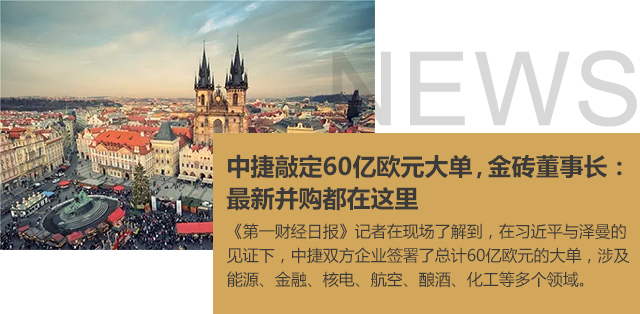 NEWS
中捷敲定60亿欧元大单，金砖董事长：
最新并购都在这里
《第一财经日报》记者在现场了解到，在习近平与泽曼的
见证下，中捷双方企业签署了总计60亿欧元的大单，涉及
能源、金融、核电、航空、酿酒、化工等多个领域。